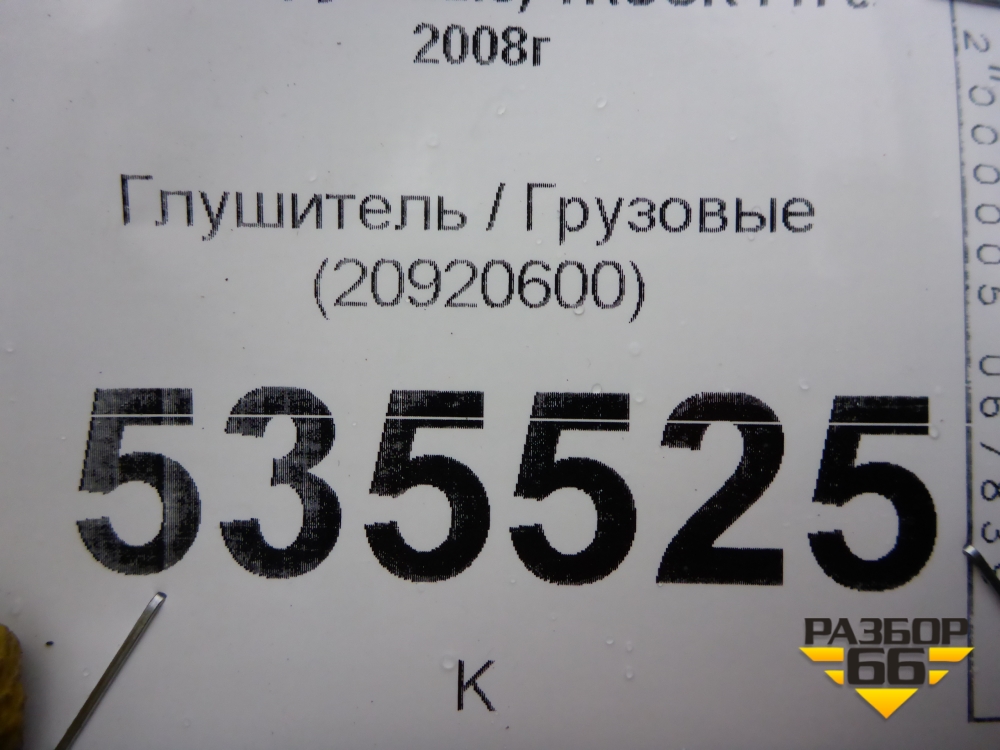 2008г
Глушитель / Грузовые
(20920600)
535525
К
РАЗБОР
66